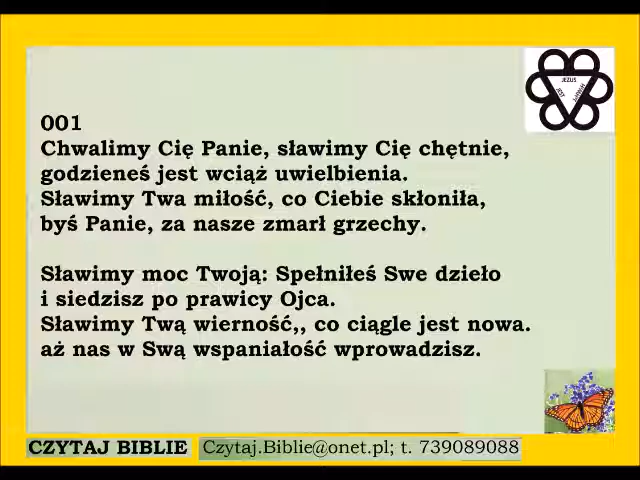 JEZUS
JEST
PANEM
001
Chwalimy Cię Panie, sławimy Cię chętnie,
godzieneś jest wciąż uwielbienia.
Sławimy Twa miłość, co Ciebie skłoniła,
byś Panie, za nasze zmarł grzechy.
Sławimy moc Twoją: Spełniłeś Swe dzieło
i siedzisz po prawicy Ojca.
Sławimy Twą wierność,, co ciągle jest nowa.
aż nas w Swą wspaniałość wprowadzisz.
CZYTAJ BIBLIE Czytaj.Biblie@onet.pl; t. 739089088